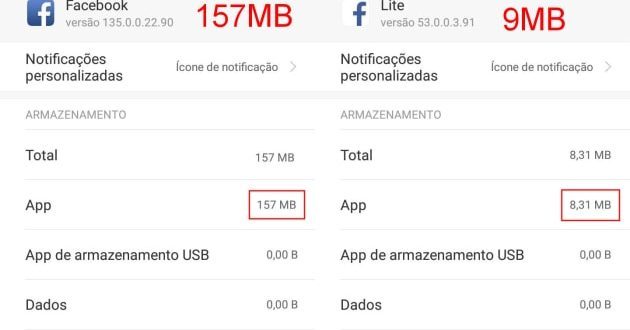 Facebook
versão 135.0.0.22.90
157MB
Notificações
personalizadas
Ícone de notificação
ARMAZENAMENTO
Total
157 MB
App
157 MB
App de armazenamento USB
0,00 B
Dados
0,00 B
Lite
versão 53.0.0.3.91
9MB
Notificações
personalizadas
Ícone de notificação
ARMAZENAMENTO
Total
8,31 MB
App
8,31 MB
App de armazenamento USB
0,00 B
Dados
0,00 B